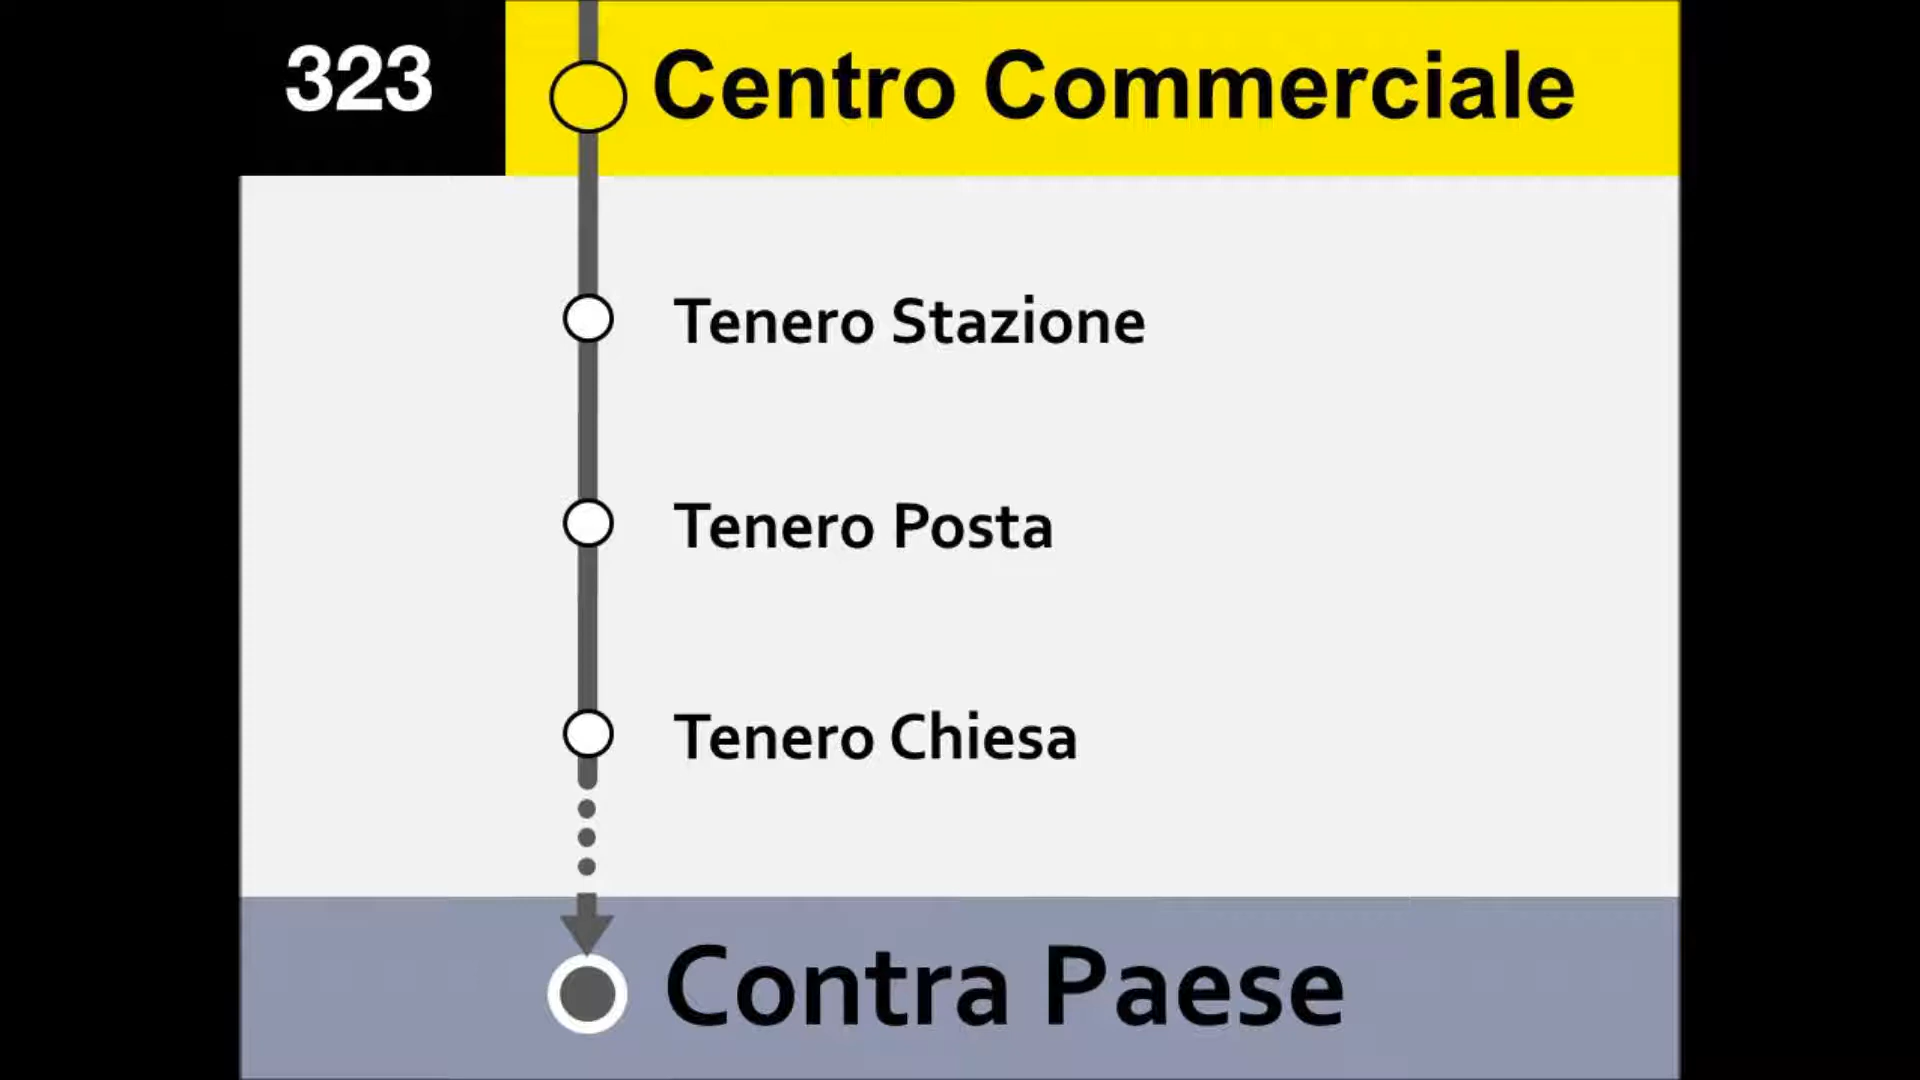 323
Centro Commerciale
Tenero Stazione
Tenero Posta
Tenero Chiesa
Contra Paese